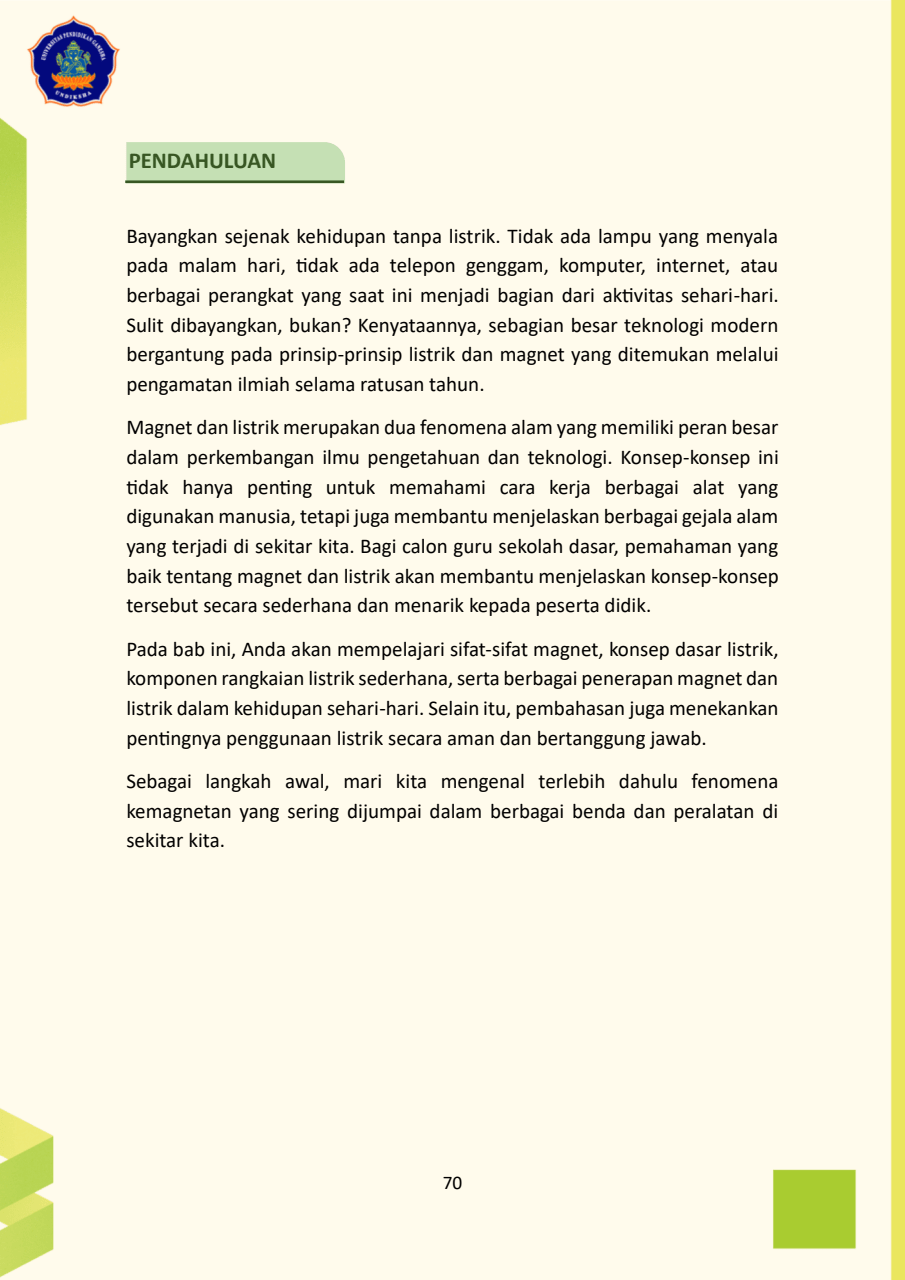 UNIVERSITAS PENDIDIKAN GANESHA
UNDIKSHA
PENDAHULUAN
Bayangkan sejenak kehidupan tanpa listrik. Tidak ada lampu yang menyala
pada malam hari, tidak ada telepon genggam, komputer, internet, atau
berbagai perangkat yang saat ini menjadi bagian dari aktivitas sehari-hari.
Sulit dibayangkan, bukan? Kenyataannya, sebagian besar teknologi modern
bergantung pada prinsip-prinsip listrik dan magnet yang ditemukan melalui
pengamatan ilmiah selama ratusan tahun.
Magnet dan listrik merupakan dua fenomena alam yang memiliki peran besar
dalam perkembangan ilmu pengetahuan dan teknologi. Konsep-konsep ini
tidak hanya penting untuk memahami cara kerja berbagai alat yang
digunakan manusia, tetapi juga membantu menjelaskan berbagai gejala alam
yang terjadi di sekitar kita. Bagi calon guru sekolah dasar, pemahaman yang
baik tentang magnet dan listrik akan membantu menjelaskan konsep-konsep
tersebut secara sederhana dan menarik kepada peserta didik.
Pada bab ini, Anda akan mempelajari sifat-sifat magnet, konsep dasar listrik,
komponen rangkaian listrik sederhana, serta berbagai penerapan magnet dan
listrik dalam kehidupan sehari-hari. Selain itu, pembahasan juga menekankan
pentingnya penggunaan listrik secara aman dan bertanggung jawab.
Sebagai langkah awal, mari kita mengenal terlebih dahulu fenomena
kemagnetan yang sering dijumpai dalam berbagai benda dan peralatan di
sekitar kita.
70